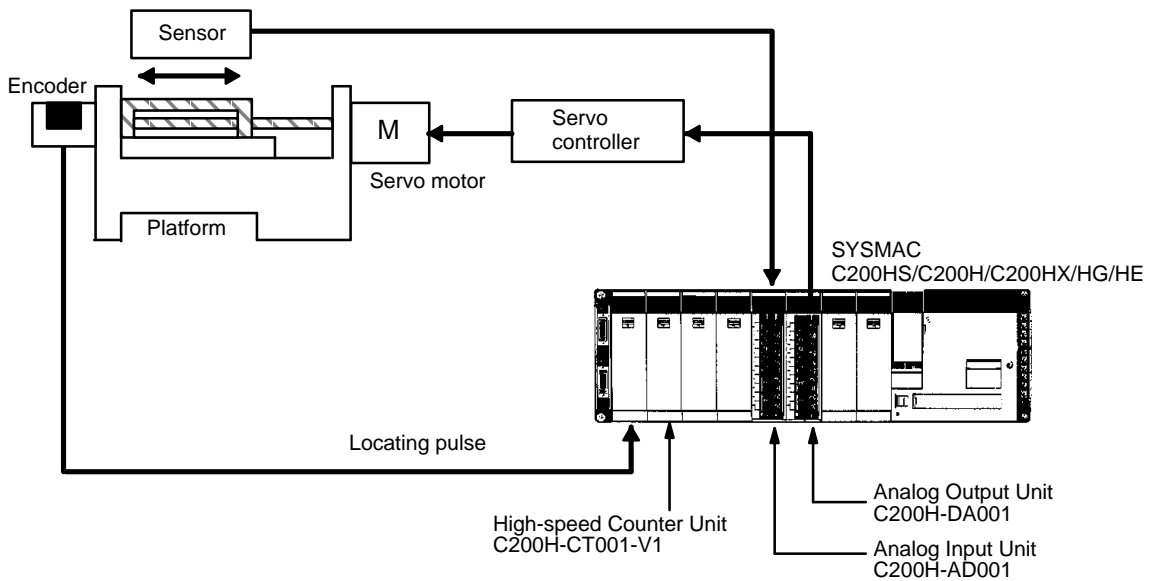 Sensor
Encoder
M
Servo
controller
Servo motor
Platform
SYSMAC
C200HS/C200H/C200HX/HG/HE
Locating pulse
High-speed Counter Unit
C200H-CT001-V1
Analog Output Unit
C200H-DA001
Analog Input Unit
C200H-AD001